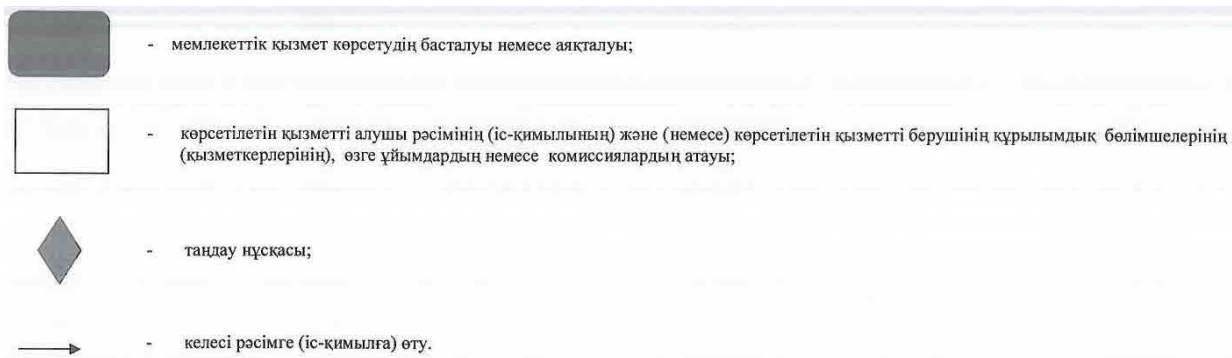 - мемлекеттік қызмет көрсетудің басталуы немесе аяқталуы;
- көрсетілетін қызметті алушы рәсімінің (іс-қимылының) және (немесе) көрсетілетін қызметті берушінің құрылымдық бөлімшелерінің
(қызметкерлерінің), өзге ұйымдардың немесе комиссиялардың атауы;
- таңдау нұсқасы;
- келесі рәсімге (іс-қимылға) өту.